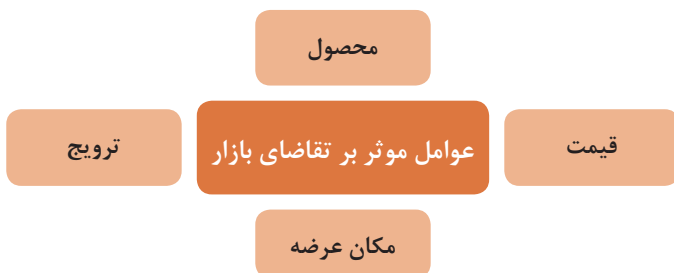 محصول
قیمت
عوامل موثر بر تقاضای بازار
ترویج
مکان عرضه